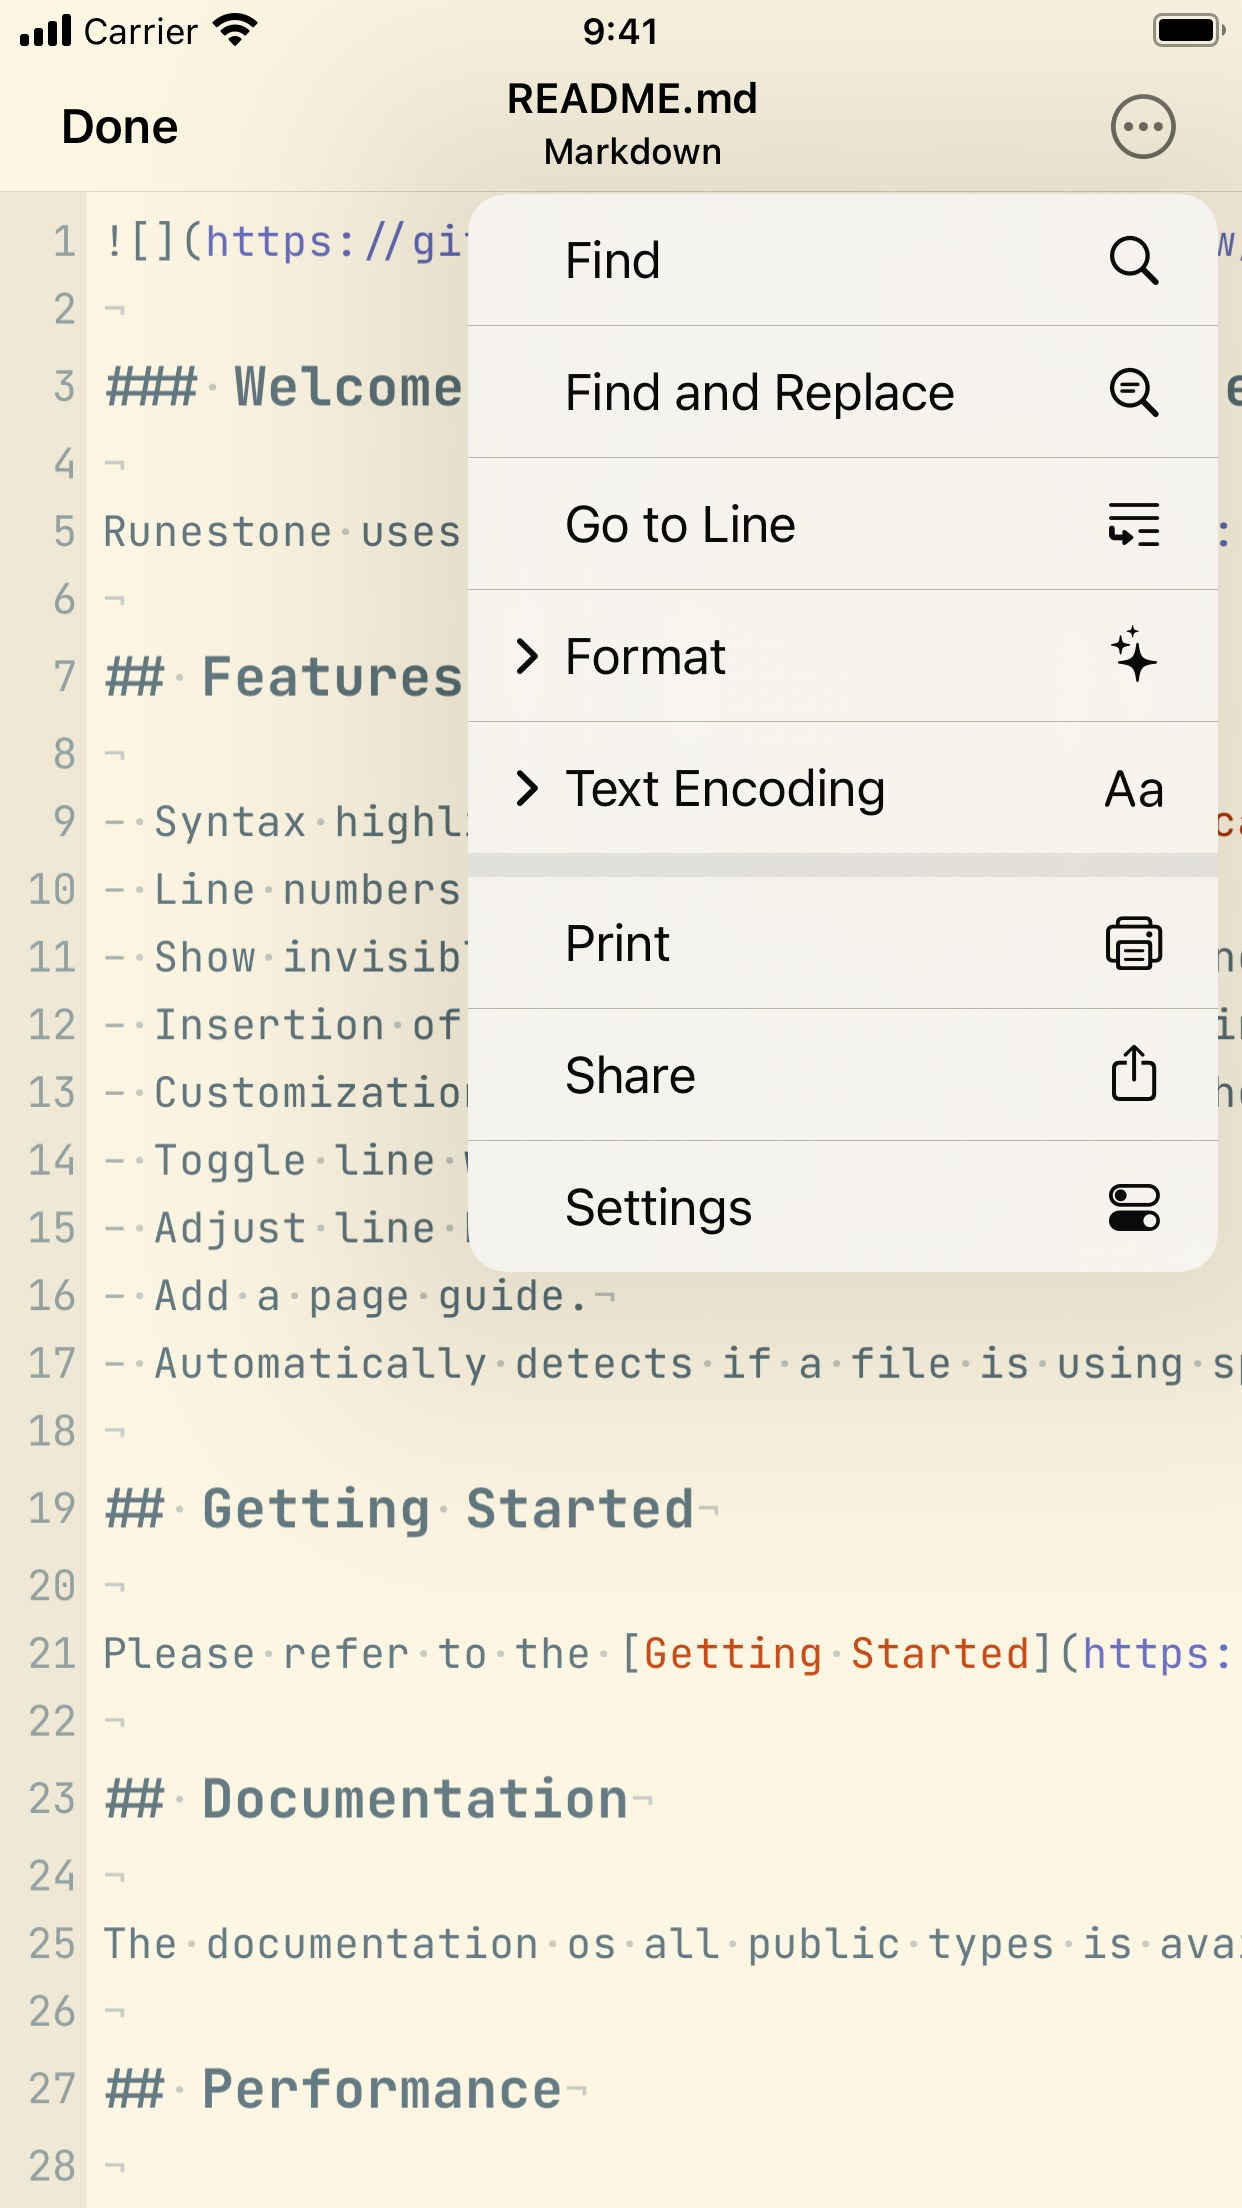 Carrier 9:41
README.md
Done
Markdown
1 ![](https://gi
2 ¬
3 ###· Welcome
4 ¬
5 Runestone·uses :
6 ¬
7 ##· Features
8 ¬
9 -·Syntax·highl
10 -·Line·numbers
11 -·Show·invisib
12 -·Insertion·of
13 -·Customization
14 -·Toggle·line·
15 -·Adjust·line·
16 -·Add·a·page·guide.¬
17 -·Automatically·detects·if·a·file·is·using·sp
18 ¬
19 ##· Getting· Started¬
20 ¬
21 Please·refer·to·the·[Getting·Started](https:
22 ¬
23 ##· Documentation¬
24 ¬
25 The·documentation·os·all·public·types·is·ava
26 ¬
27 ##· Performance¬
28 ¬
Find
Find and Replace
Go to Line
Format
Text Encoding
Aa
Print
Share
Settings